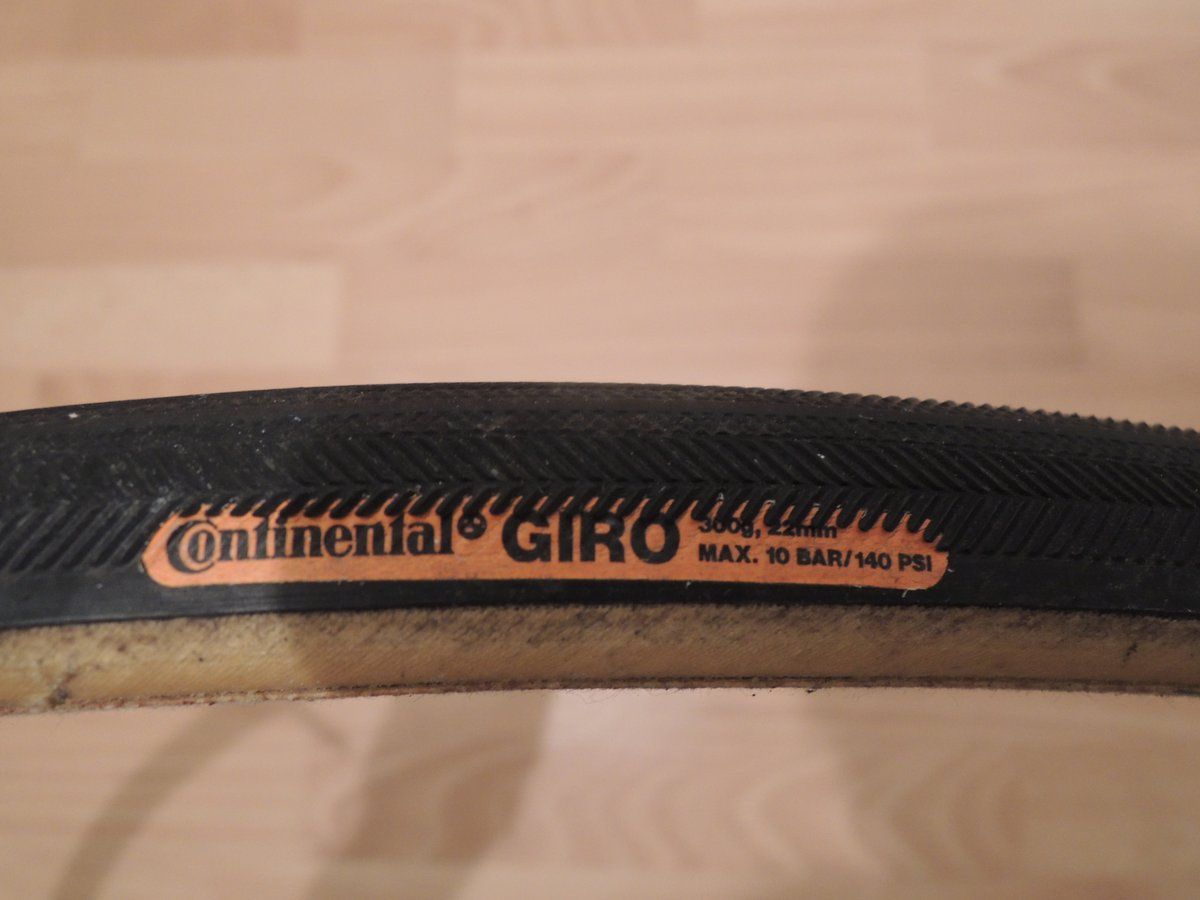 Continental GIRO
300g, 22mm
MAX. 10 BAR/140 PSI